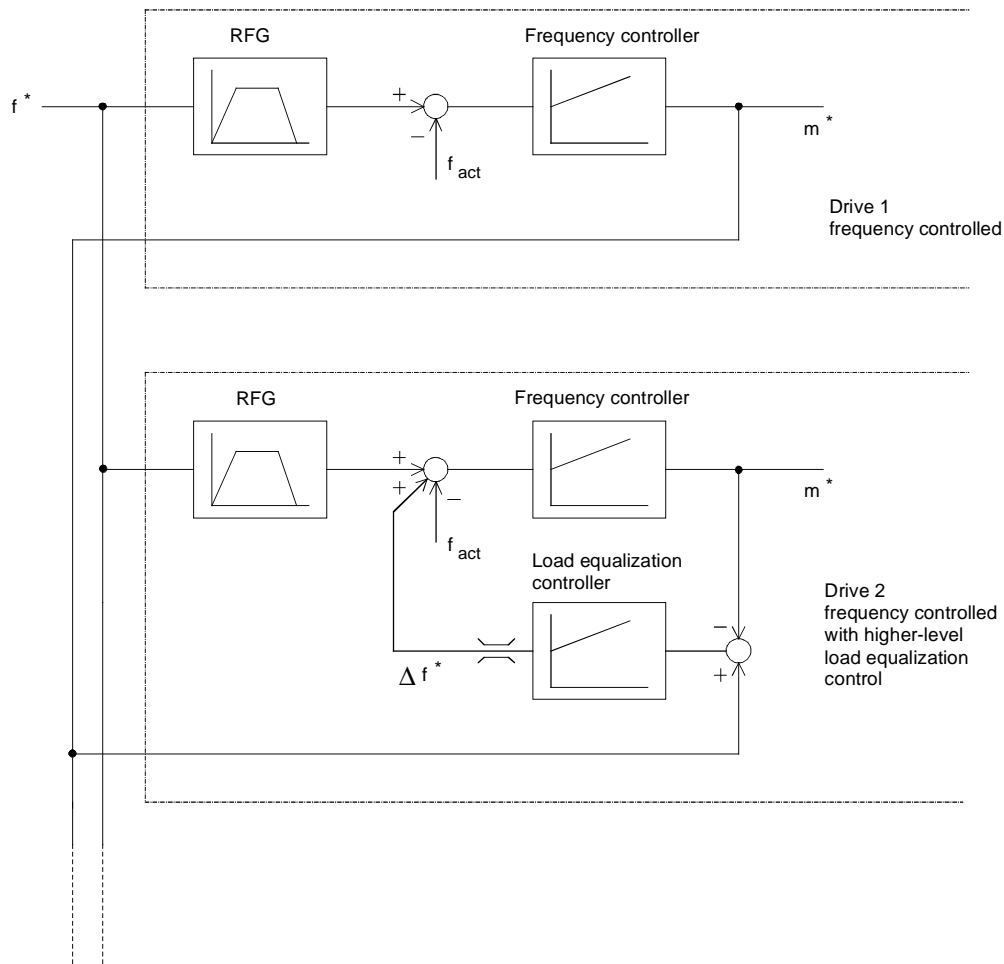 RFG
Frequency controller
f *
+
−
f act
m *
Drive 1
frequency controlled
RFG
Frequency controller
+
+
−
f act
m *
Load equalization
controller
Δ f *
−
+
Drive 2
frequency controlled
with higher-level
load equalization
control